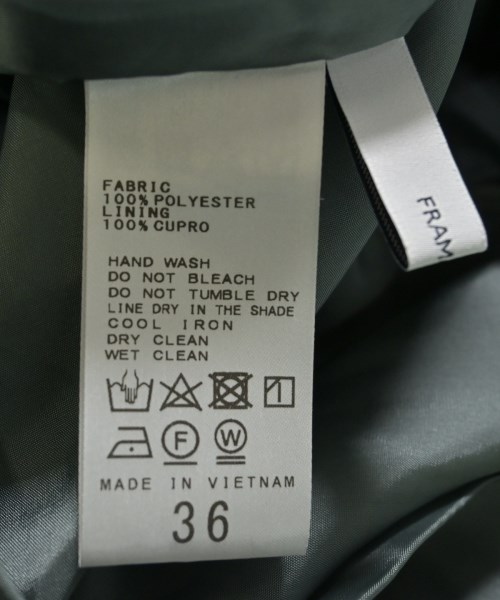 FABRIC
100% POLYESTER
LINING
100% CUPRO
HAND WASH
DO NOT BLEACH
DO NOT TUMBLE DRY
LINE DRY IN THE SHADE
COOL IRON
DRY CLEAN
WET CLEAN
F W
MADE IN VIETNAM
36
FRAM